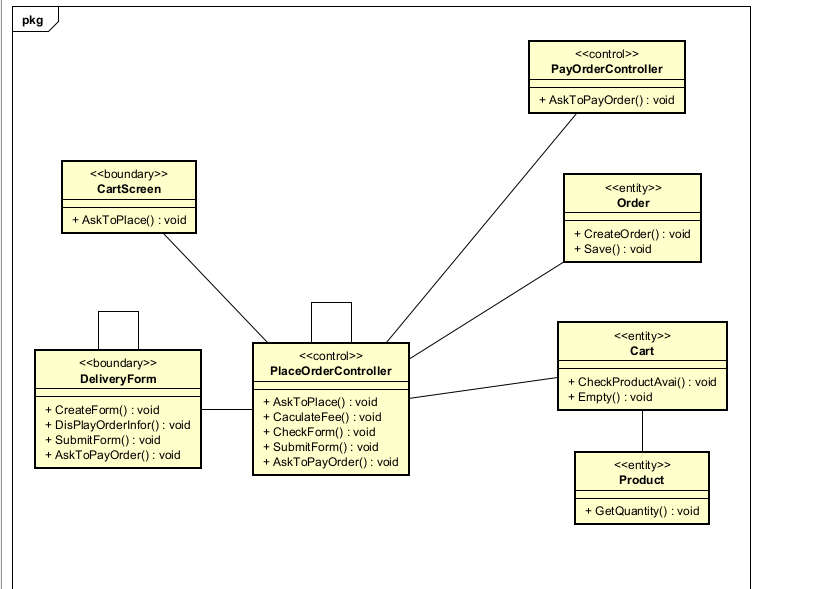 pkg
<<control>>
PayOrderController
+ AskToPayOrder() : void
<<boundary>>
CartScreen
+ AskToPlace() : void
<<entity>>
Order
+ CreateOrder() : void
+ Save() : void
<<boundary>>
DeliveryForm
+ CreateForm() : void
+ DisPlayOrderInfor() : void
+ SubmitForm() : void
+ AskToPayOrder() : void
<<control>>
PlaceOrderController
+ AskToPlace() : void
+ CaculateFee() : void
+ CheckForm() : void
+ SubmitForm() : void
+ AskToPayOrder() : void
<<entity>>
Cart
+ CheckProductAvai() : void
+ Empty() : void
<<entity>>
Product
+ GetQuantity() : void